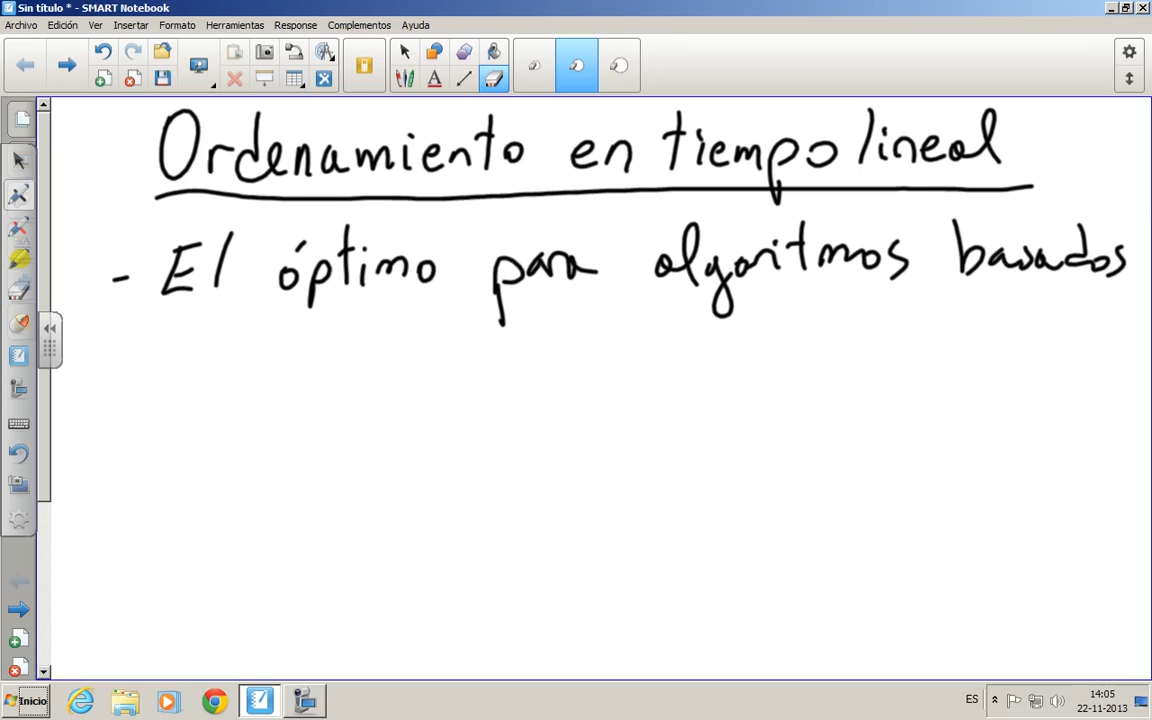 Sin título * - SMART Notebook
Archivo Edición Ver Insertar Formato Herramientas Response Complementos Ayuda
Ordenamiento en tiempo lineal
- El óptimo para algoritmos basados
Inicio
ES
14:05
22-11-2013